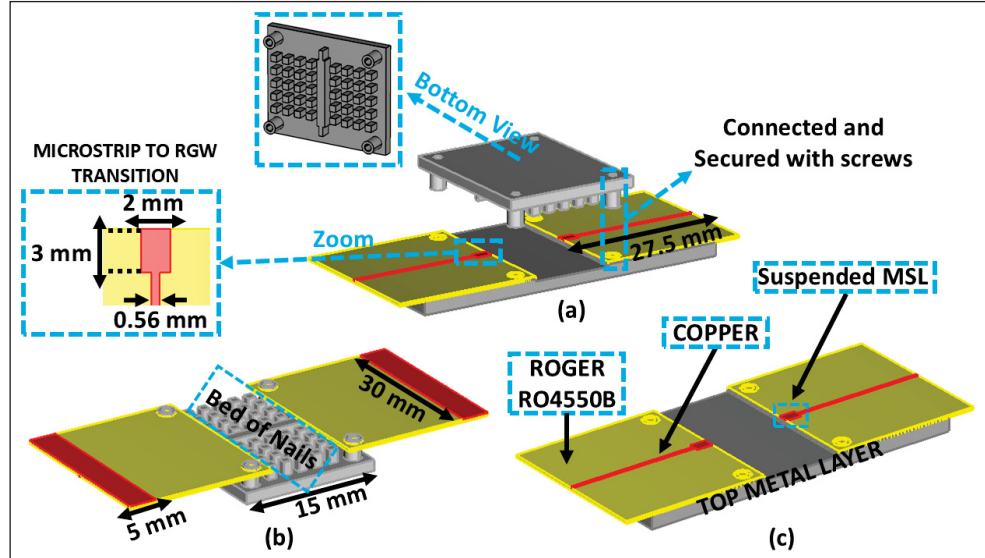 Bottom View
Connected and
Secured with screws
MICROSTRIP TO RGW
TRANSITION
2 mm
3 mm
0.56 mm
Zoom
27.5 mm
(a)
Suspended MSL
COPPER
ROGER
RO4550B
30 mm
Bed of Nails
15 mm
5 mm
(b)
TOP METAL LAYER
(c)